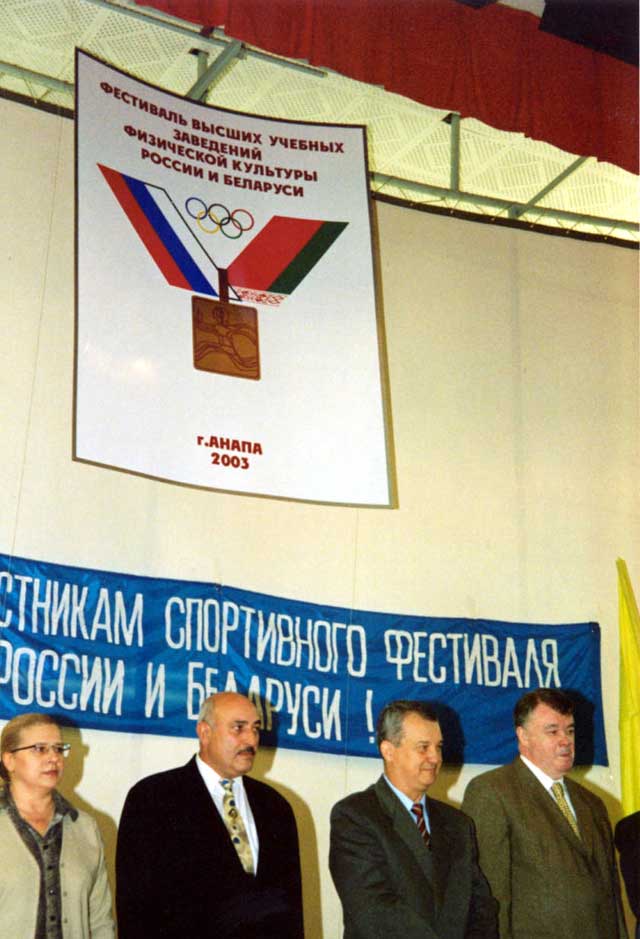 ФЕСТИВАЛЬ ВЫСШИХ УЧЕБНЫХ
ЗАВЕДЕНИЙ
ФИЗИЧЕСКОЙ КУЛЬТУРЫ
РОССИИ И БЕЛАРУСИ
г.АНАПА
2003
СТНИКАМ СПОРТИВНОГО ФЕСТИВАЛЯ
РОССИИ И БЕЛАРУСИ !